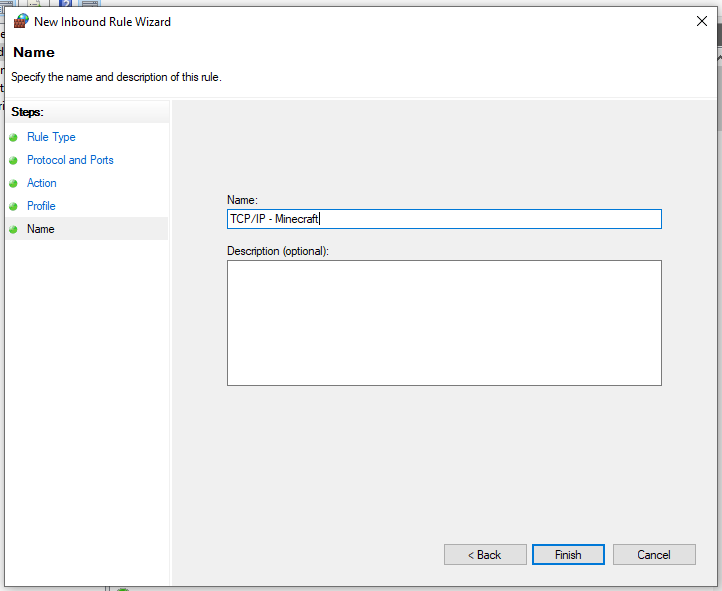 New Inbound Rule Wizard
Name
Specify the name and description of this rule.
Steps:
Rule Type
Protocol and Ports
Action
Profile
Name
Name:
TCP/IP - Minecraft
Description (optional):
< Back
Finish
Cancel